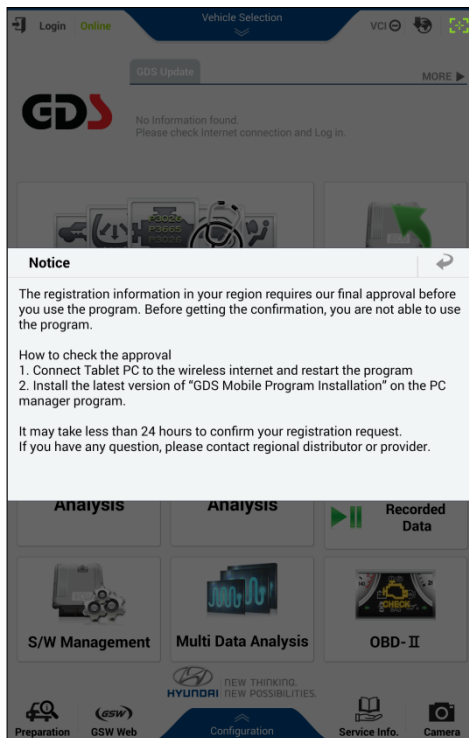 Login Online
Vehicle Selection
VCI
GDS Update
MORE
GDS
No Information found.
Please check Internet connection and Log in.
P3026
P3665
P3026
Notice
The registration information in your region requires our final approval before
you use the program. Before getting the confirmation, you are not able to use
the program.
How to check the approval
1. Connect Tablet PC to the wireless internet and restart the program
2. Install the latest version of “GDS Mobile Program Installation” on the PC
manager program.
It may take less than 24 hours to confirm your registration request.
If you have any question, please contact regional distributor or provider.
Analysis
Analysis
Recorded
Data
CHECK
S/W Management
Multi Data Analysis
OBD-Ⅱ
HYUNDAI
NEW THINKING.
NEW POSSIBILITIES.
GSW
Preparation
GSW Web
Configuration
Service Info.
Camera